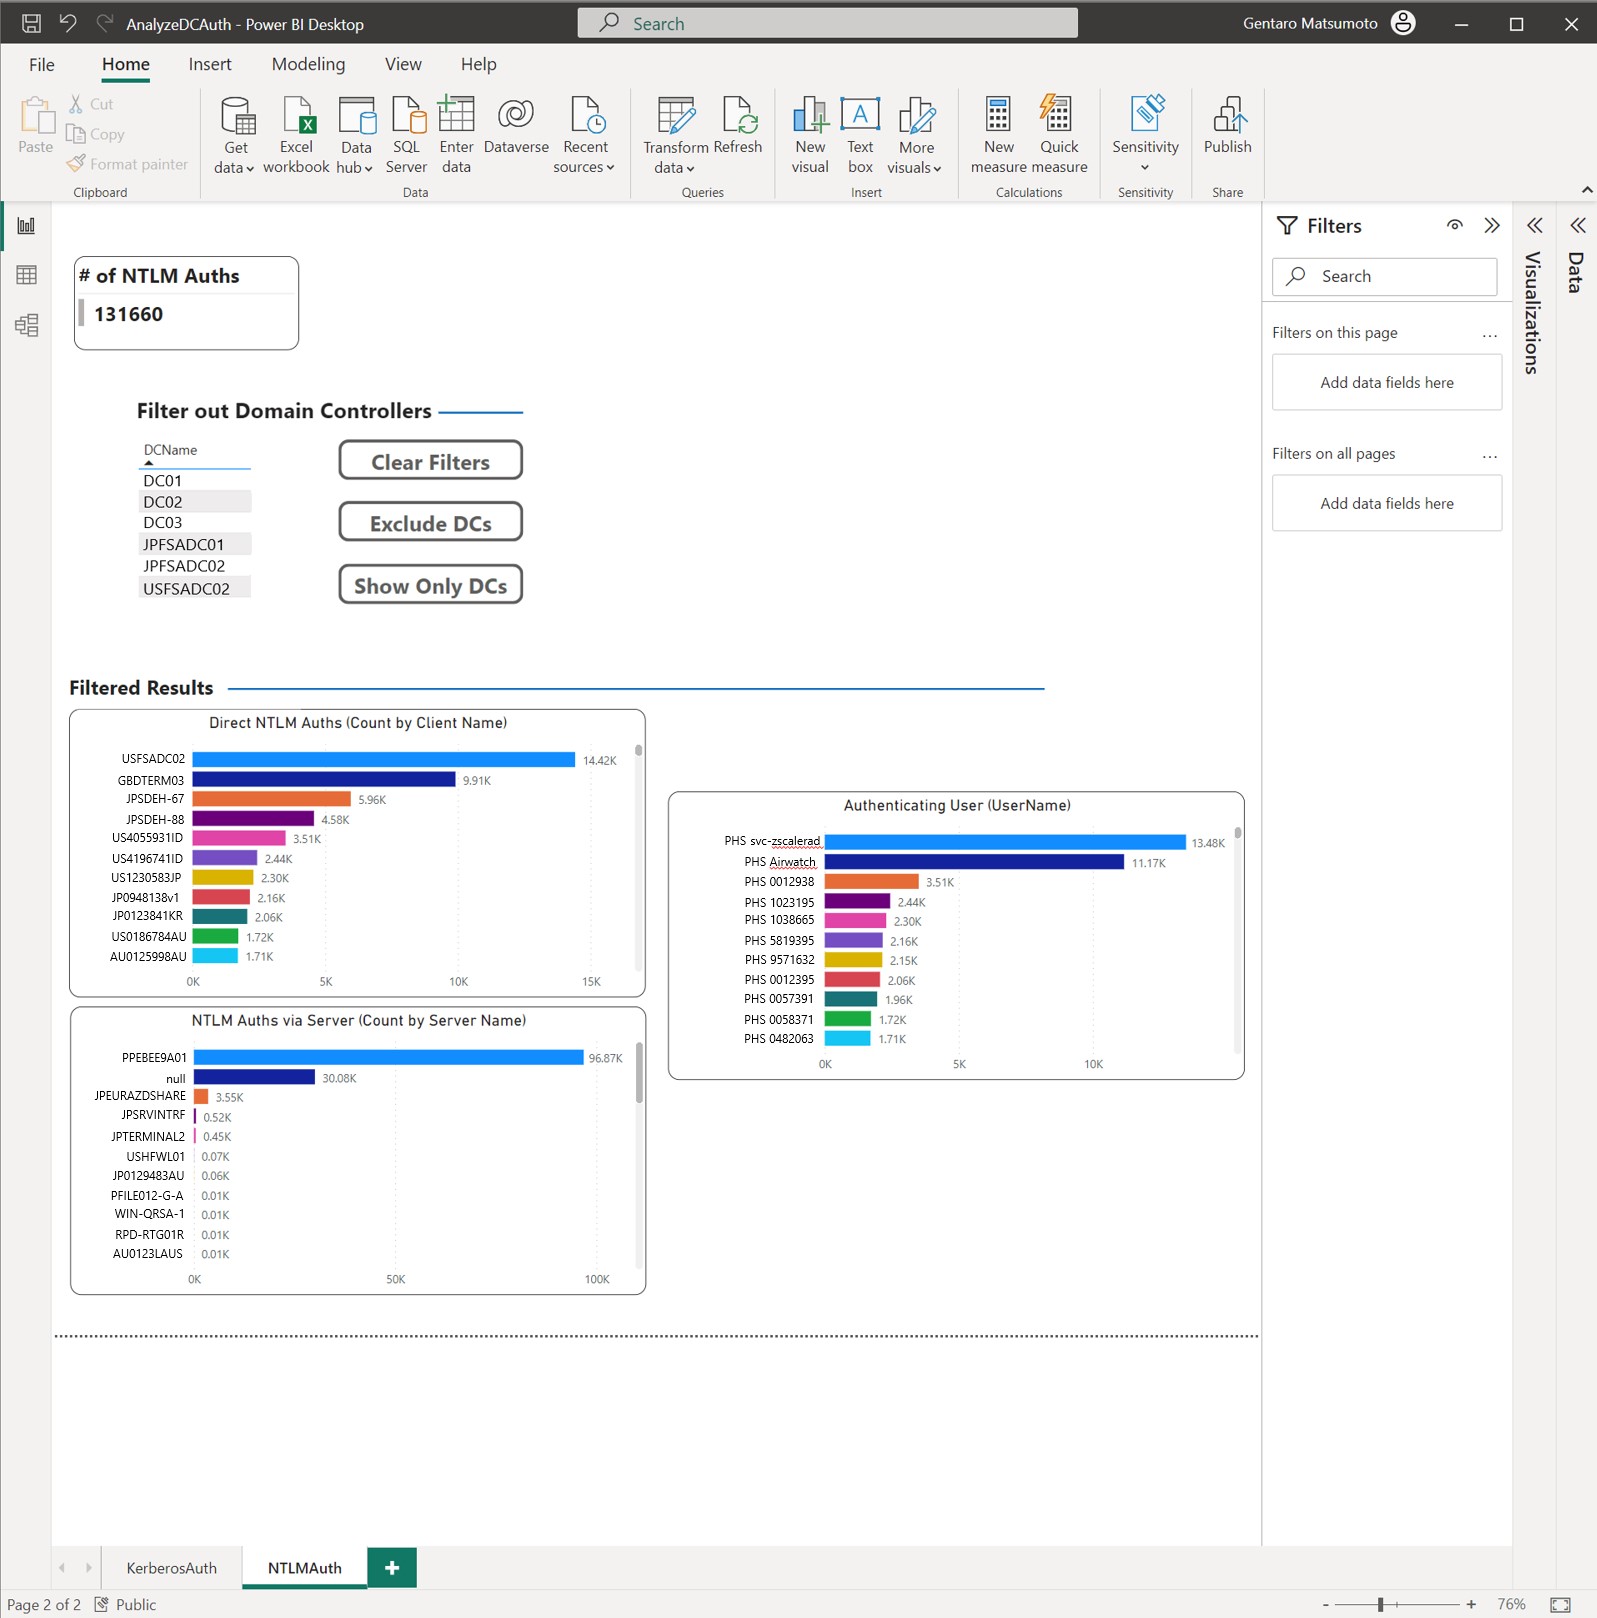 AnalyzeDCAuth - Power BI Desktop
Search
Gentaro Matsumoto
File Home Insert Modeling View Help
Paste
Cut
Copy
Format painter
Clipboard
Get data
Excel workbook
Data hub
SQL Server
Enter data
Dataverse
Recent sources
Data
Transform data
Refresh
Queries
New visual
Text box
More visuals
Insert
New measure
Quick measure
Calculations
Sensitivity
Sensitivity
Publish
Share
# of NTLM Auths
131660
Filter out Domain Controllers
DCName
DC01
DC02
DC03
JPFSADC01
JPFSADC02
USFSADC02
Clear Filters
Exclude DCs
Show Only DCs
Filtered Results
Direct NTLM Auths (Count by Client Name)
USFSADC02 14.42K
GBDTERM03 9.91K
JPSDEH-67 5.96K
JPSDEH-88 4.58K
US4055931ID 3.51K
US4196741ID 2.44K
US1230583JP 2.30K
JP0948138v1 2.16K
JP0123841KR 2.06K
US0186784AU 1.72K
AU0125998AU 1.71K
0K 5K 10K 15K
NTLM Auths via Server (Count by Server Name)
PPEBEE9A01 96.87K
null 30.08K
JPEURAZDSHARE 3.55K
JPSRVINTRF 0.52K
JPTERMINAL2 0.45K
USHFWL01 0.07K
JP0129483AU 0.06K
PFILE012-G-A 0.01K
WIN-QRSA-1 0.01K
RPD-RTG01R 0.01K
AU0123LAUS 0.01K
0K 50K 100K
Authenticating User (UserName)
PHS svc-zscalerad 13.48K
PHS Airwatch 11.17K
PHS 0012938 3.51K
PHS 1023195 2.44K
PHS 1038665 2.30K
PHS 5819395 2.16K
PHS 9571632 2.15K
PHS 0012395 2.06K
PHS 0057391 1.96K
PHS 0058371 1.72K
PHS 0482063 1.71K
0K 5K 10K
Filters
Search
Filters on this page ...
Add data fields here
Filters on all pages ...
Add data fields here
Visualizations
Data
KerberosAuth
NTLMAuth
+
Page 2 of 2
Public
- + 76%